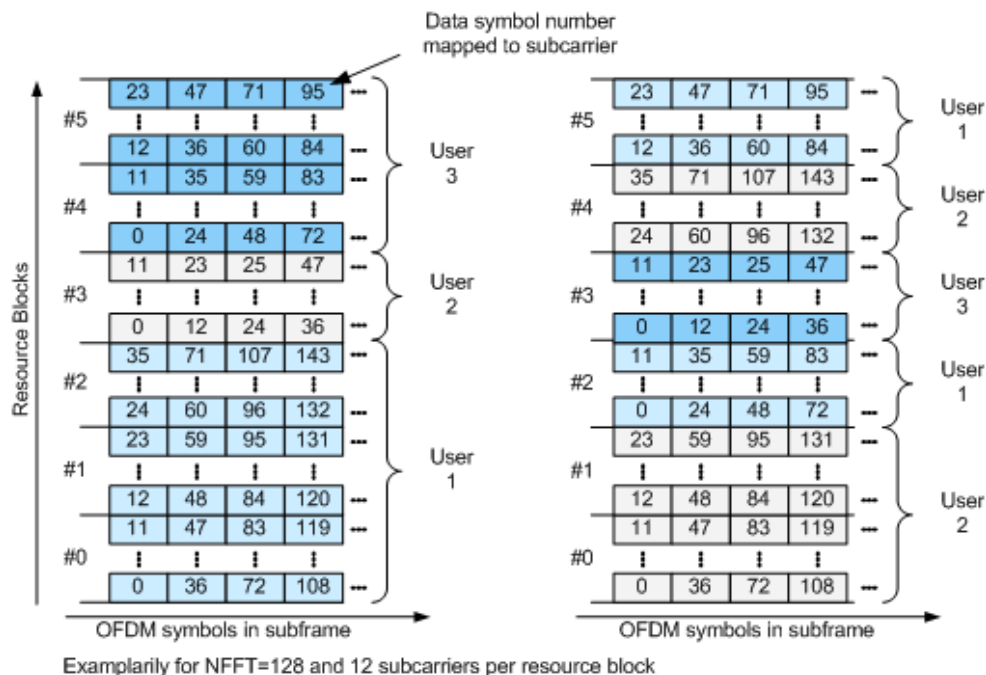 Data symbol number
mapped to subcarrier
Resource Blocks
#5
23 47 71 95
12 36 60 84
11 35 59 83
#4
0 24 48 72
User
3
11 23 25 47
#3
0 12 24 36
User
2
35 71 107 143
#2
24 60 96 132
23 59 95 131
#1
12 48 84 120
11 47 83 119
#0
0 36 72 108
User
1
OFDM symbols in subframe
#5
23 47 71 95
12 36 60 84
User
1
35 71 107 143
#4
24 60 96 132
User
2
11 23 25 47
#3
0 12 24 36
User
3
11 35 59 83
#2
0 24 48 72
User
1
23 59 95 131
#1
12 48 84 120
11 47 83 119
#0
0 36 72 108
User
2
OFDM symbols in subframe
Examplarily for NFFT=128 and 12 subcarriers per resource block